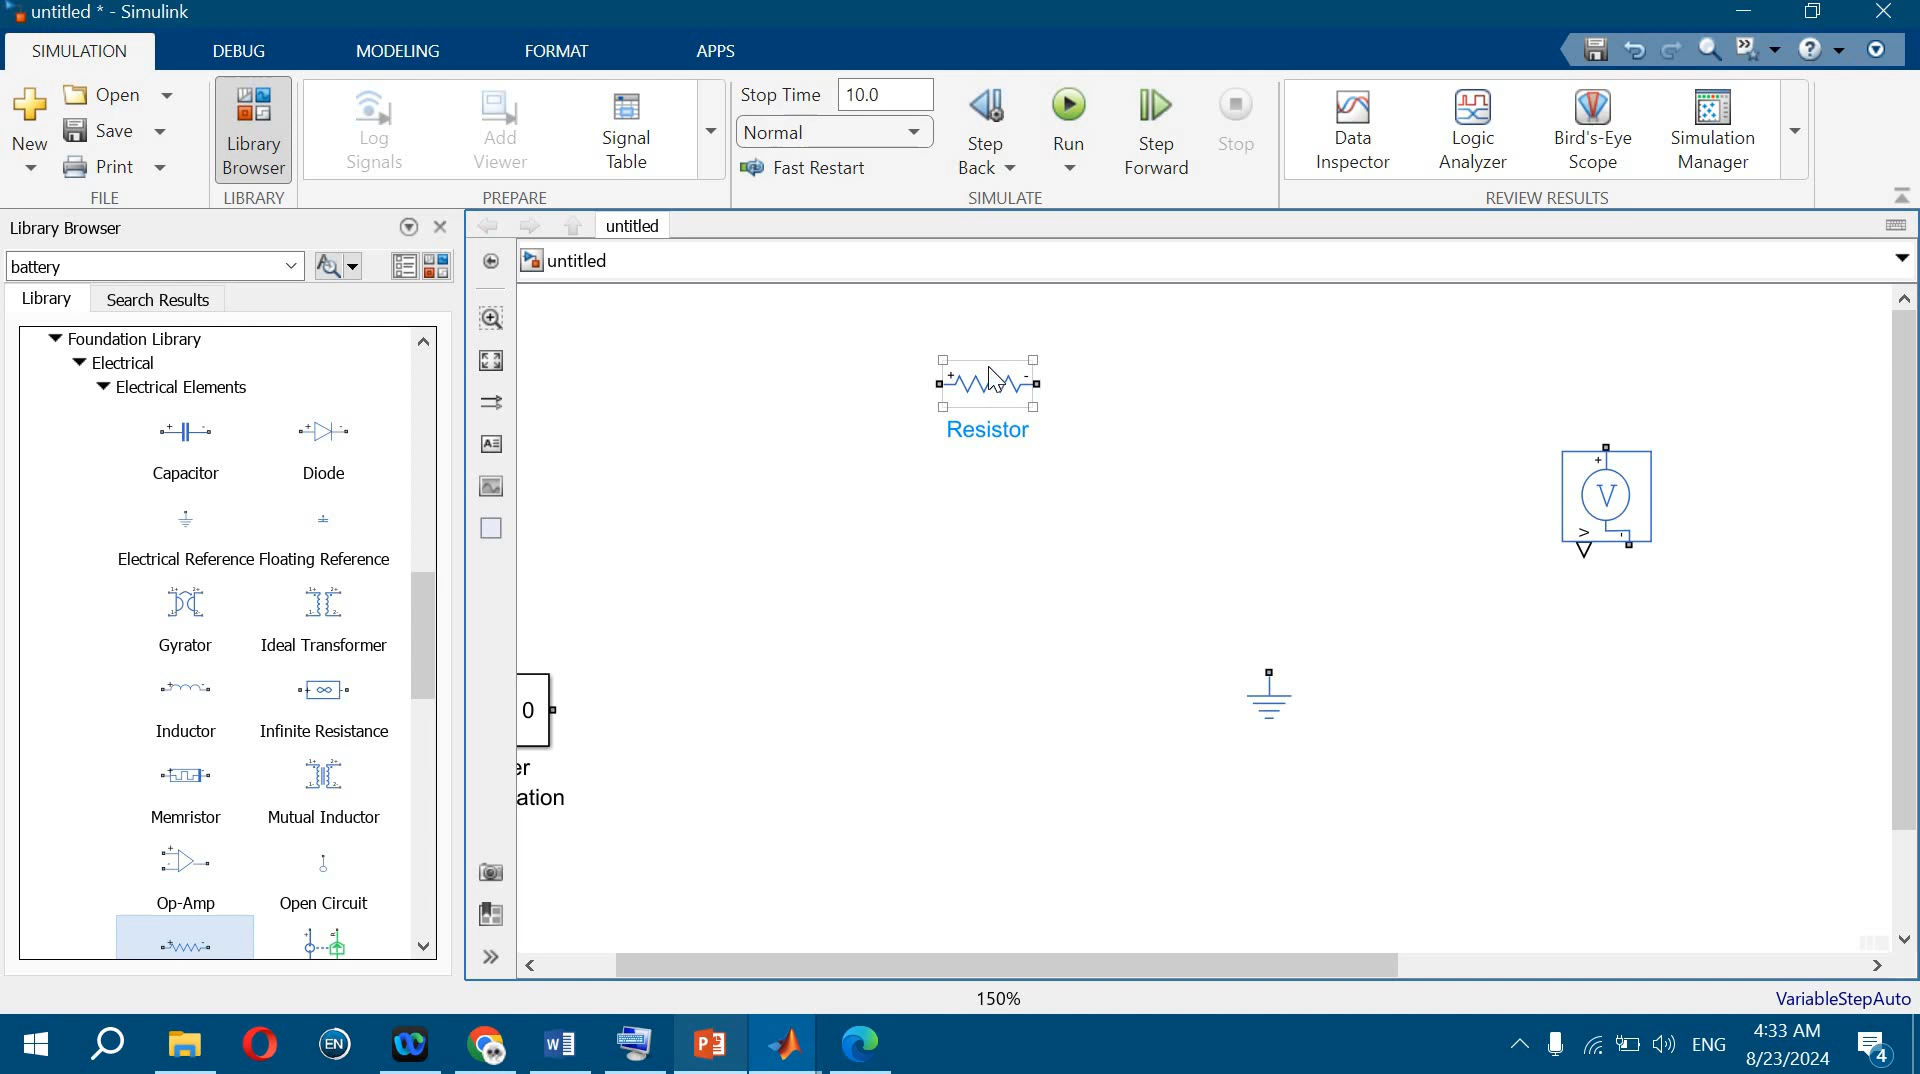 untitled * - Simulink
SIMULATION
DEBUG
MODELING
FORMAT
APPS
New
Open
Save
Print
FILE
Library
Browser
LIBRARY
Log
Signals
Add
Viewer
Signal
Table
PREPARE
Stop Time
10.0
Normal
Fast Restart
Step
Back
Run
Step
Forward
Stop
SIMULATE
Data
Inspector
Logic
Analyzer
Bird's-Eye
Scope
Simulation
Manager
REVIEW RESULTS
Library Browser
battery
Library
Search Results
Foundation Library
Electrical
Electrical Elements
Capacitor
Diode
Electrical Reference
Floating Reference
Gyrator
Ideal Transformer
Inductor
Infinite Resistance
Memristor
Mutual Inductor
Op-Amp
Open Circuit
untitled
untitled
Resistor
V
V
0
er
ation
150%
VariableStepAuto
EN
ENG
4:33 AM
8/23/2024
4